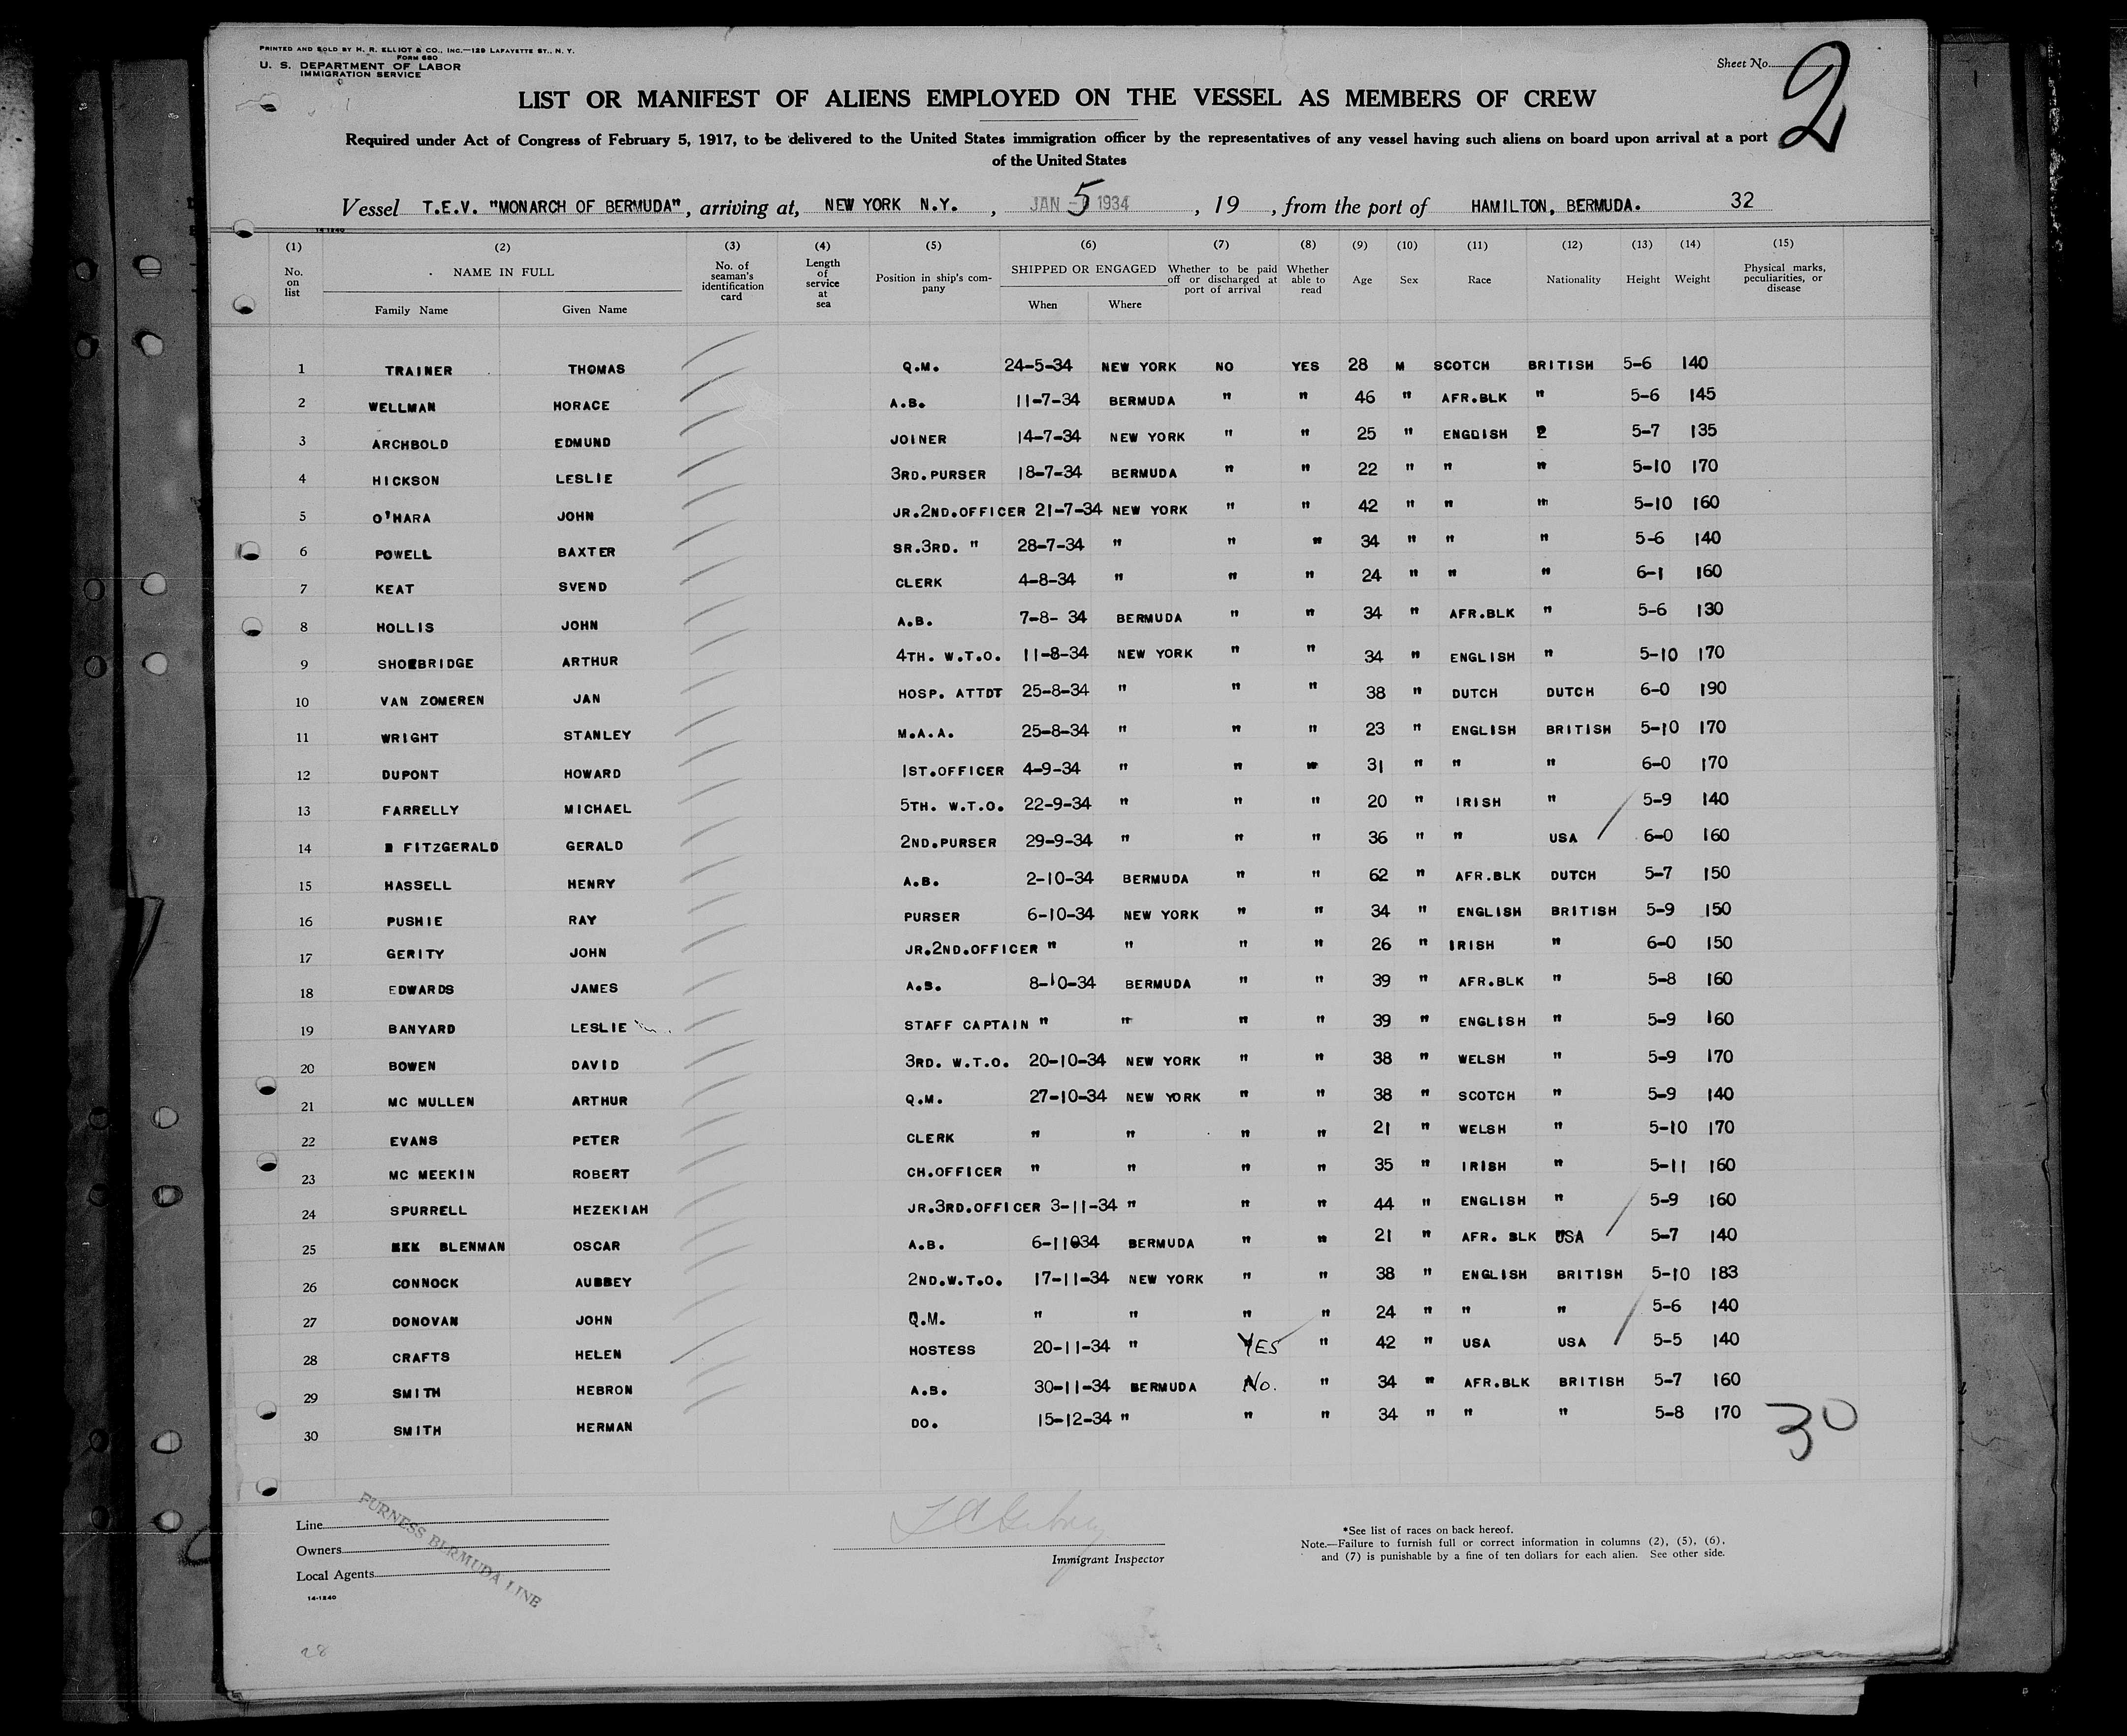 PRINTED AND SOLD BY H. R. ELLIOT & CO., INC.—129 LAFAYETTE ST., N. Y.
FORM 680
U. S. DEPARTMENT OF LABOR
IMMIGRATION SERVICE
Sheet No. 2
LIST OR MANIFEST OF ALIENS EMPLOYED ON THE VESSEL AS MEMBERS OF CREW
Required under Act of Congress of February 5, 1917, to be delivered to the United States immigration officer by the representatives of any vessel having such aliens on board upon arrival at a port
of the United States
Vessel T.E.V. "MONARCH OF BERMUDA", arriving at, NEW YORK N.Y. , JAN 5 1934 , 19 , from the port of HAMILTON, BERMUDA. 32
14-1240
(1) (2) (3) (4) (5) (6) (7) (8) (9) (10) (11) (12) (13) (14) (15)
No. on list NAME IN FULL Family Name Given Name No. of seaman's identification card Length of service at sea Position in ship's company SHIPPED OR ENGAGED When Where Whether to be paid off or discharged at port of arrival Whether able to read Age Sex Race Nationality Height Weight Physical marks, peculiarities, or disease
1 TRAINER THOMAS Q.M. 24-5-34 NEW YORK NO YES 28 M SCOTCH BRITISH 5-6 140
2 WELLMAN HORACE A.B. 11-7-34 BERMUDA " " 46 " AFR.BLK " 5-6 145
3 ARCHBOLD EDMUND JOINER 14-7-34 NEW YORK " " 25 " ENGDISH 2 5-7 135
4 HICKSON LESLIE 3RD.PURSER 18-7-34 BERMUDA " " 22 " " " 5-10 170
5 O'HARA JOHN JR.2ND.OFFICER 21-7-34 NEW YORK " " 42 " " " 5-10 160
6 POWELL BAXTER SR.3RD. " 28-7-34 " " " 34 " " " 5-6 140
7 KEAT SVEND CLERK 4-8-34 " " " 24 " " " 6-1 160
8 HOLLIS JOHN A.B. 7-8- 34 BERMUDA " " 34 " AFR.BLK " 5-6 130
9 SHOEBRIDGE ARTHUR 4TH. W.T.O. 11-8-34 NEW YORK " " 34 " ENGLISH " 5-10 170
10 VAN ZOMEREN JAN HOSP. ATTDT 25-8-34 " " " 38 " DUTCH DUTCH 6-0 190
11 WRIGHT STANLEY M.A.A. 25-8-34 " " " 23 " ENGLISH BRITISH 5-10 170
12 DUPONT HOWARD 1ST.OFFICER 4-9-34 " " " 31 " " " 6-0 170
13 FARRELLY MICHAEL 5TH. W.T.O. 22-9-34 " " " 20 " IRISH " 5-9 140
14 FITZGERALD GERALD 2ND.PURSER 29-9-34 " " " 36 " " USA 6-0 160
15 HASSELL HENRY A.B. 2-10-34 BERMUDA " " 62 " AFR.BLK DUTCH 5-7 150
16 PUSHIE RAY PURSER 6-10-34 NEW YORK " " 34 " ENGLISH BRITISH 5-9 150
17 GERITY JOHN JR.2ND.OFFICER " " " " 26 " IRISH " 6-0 150
18 EDWARDS JAMES A.B. 8-10-34 BERMUDA " " 39 " AFR.BLK " 5-8 160
19 BANYARD LESLIE STAFF CAPTAIN " " " " 39 " ENGLISH " 5-9 160
20 BOWEN DAVID 3RD. W.T.O. 20-10-34 NEW YORK " " 38 " WELSH " 5-9 170
21 MC MULLEN ARTHUR Q.M. 27-10-34 NEW YORK " " 38 " SCOTCH " 5-9 140
22 EVANS PETER CLERK " " " " 21 " WELSH " 5-10 170
23 MC MEEKIN ROBERT CH.OFFICER " " " " 35 " IRISH " 5-11 160
24 SPURRELL HEZEKIAH JR.3RD.OFFICER 3-11-34 " " " 44 " ENGLISH " 5-9 160
25 BLENMAN OSCAR A.B. 6-11034 BERMUDA " " 21 " AFR. BLK USA 5-7 140
26 CONNOCK AUBBEY 2ND.W.T.O. 17-11-34 NEW YORK " " 38 " ENGLISH BRITISH 5-10 183
27 DONOVAN JOHN Q.M. " " " " 24 " " " 5-6 140
28 CRAFTS HELEN HOSTESS 20-11-34 " YES " 42 " USA USA 5-5 140
29 SMITH HEBRON A.B. 30-11-34 BERMUDA No. " 34 " AFR.BLK BRITISH 5-7 160
30 SMITH HERMAN DO. 15-12-34 " " " 34 " " " 5-8 170
30
Line
Owners
Local Agents
FURNESS BERMUDA LINE
14-1240
Immigrant Inspector
*See list of races on back hereof.
Note.—Failure to furnish full or correct information in columns (2), (5), (6),
and (7) is punishable by a fine of ten dollars for each alien. See other side.
28